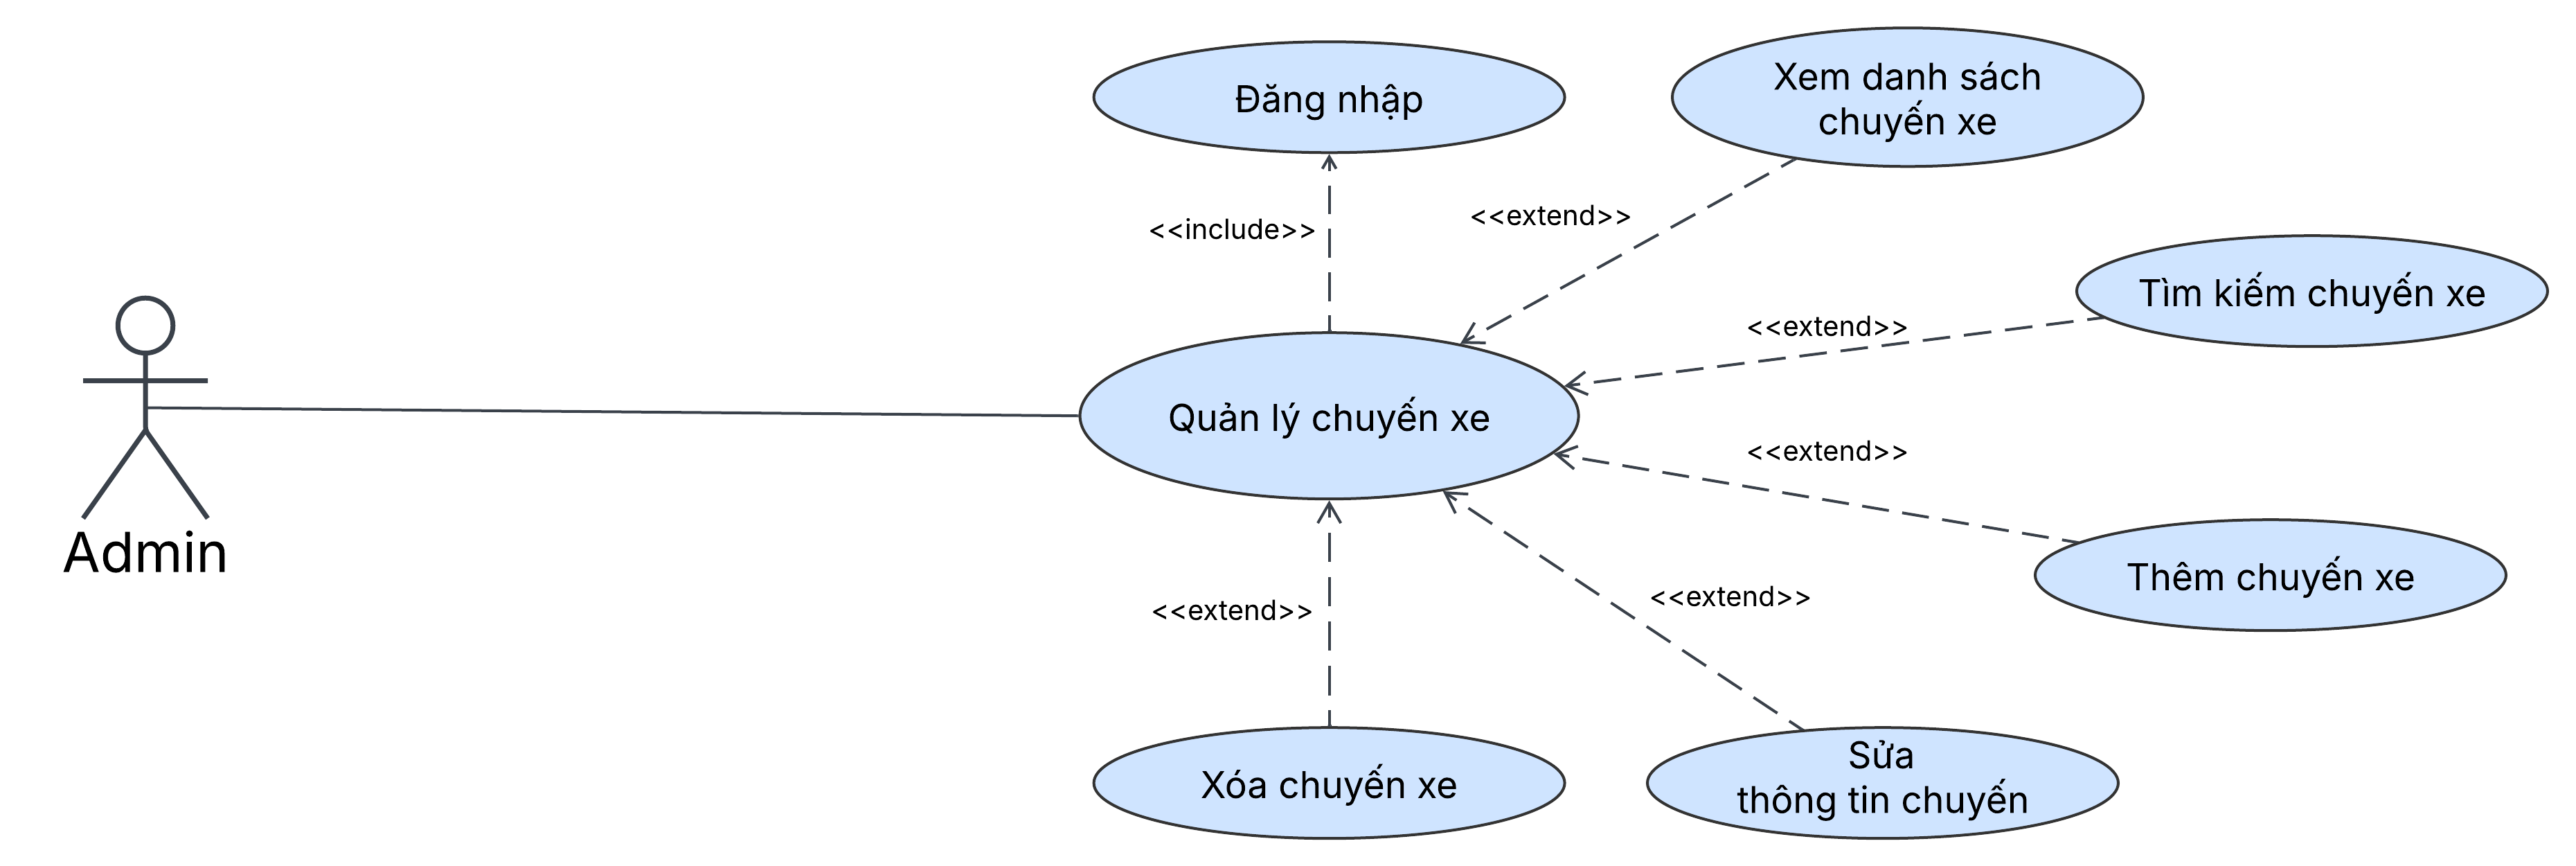 Đăng nhập
Xem danh sách
chuyến xe
<<include>>
<<extend>>
Tìm kiếm chuyến xe
<<extend>>
Quản lý chuyến xe
<<extend>>
Admin
Thêm chuyến xe
<<extend>>
<<extend>>
Xóa chuyến xe
Sửa
thông tin chuyến